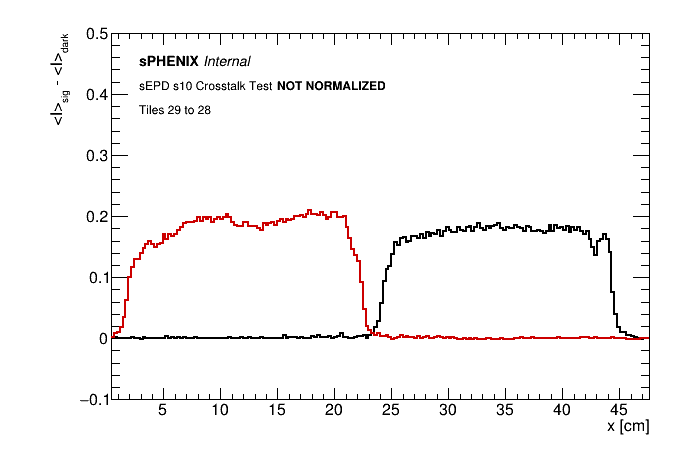 <I>sig - <I>dark
0.5
sPHENIX Internal
sEPD s10 Crosstalk Test NOT NORMALIZED
0.4
Tiles 29 to 28
0.3
0.2
0.1
0
−0.1
5 10 15 20 25 30 35 40 45
x [cm]